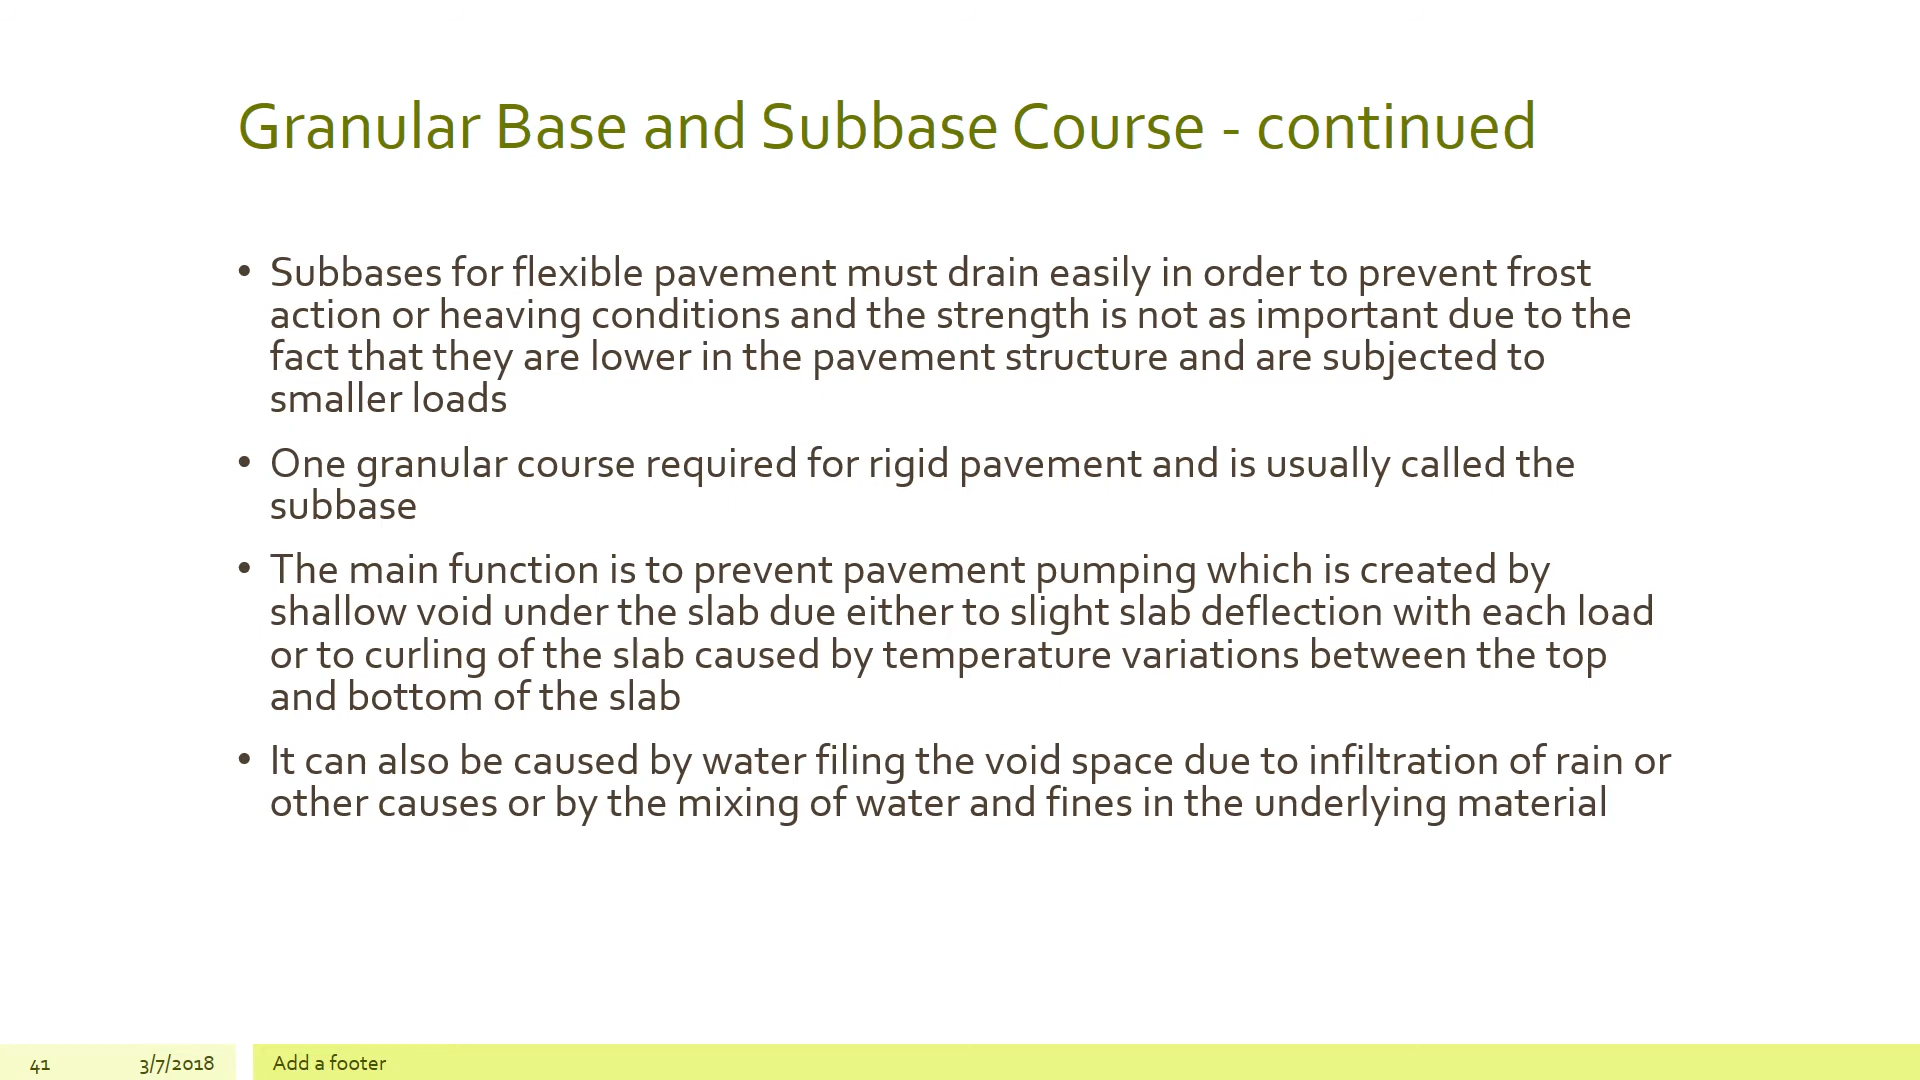 Granular Base and Subbase Course - continued
• Subbases for flexible pavement must drain easily in order to prevent frost
action or heaving conditions and the strength is not as important due to the
fact that they are lower in the pavement structure and are subjected to
smaller loads
• One granular course required for rigid pavement and is usually called the
subbase
• The main function is to prevent pavement pumping which is created by
shallow void under the slab due either to slight slab deflection with each load
or to curling of the slab caused by temperature variations between the top
and bottom of the slab
• It can also be caused by water filing the void space due to infiltration of rain or
other causes or by the mixing of water and fines in the underlying material
41 3/7/2018 Add a footer